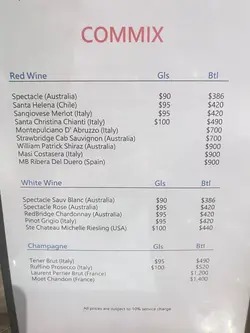 COMMIX
Red Wine Gls Btl
Spectacle (Australia) $90 $386
Santa Helena (Chile) $95 $420
Sangiovese Merlot (Italy) $95 $420
Santa Christina Chianti (Italy) $100 $490
Montepulciano D' Abruzzo (Italy) $700
Strawbridge Cab Sauvignon (Australia) $700
William Patrick Shiraz (Australia) $900
Masi Costasera (Italy) $900
MB Ribera Del Duero (Spain) $900
White Wine Gls Btl
Spectacle Sauv Blanc (Australia) $90 $386
Spectacle Rose (Australia) $95 $420
RedBridge Chardonnay (Australia) $95 $420
Pinot Grigio (Italy) $95 $420
Ste Chateau Michelle Riesling (USA) $100 $440
Champagne Gls Btl
Tener Brut (Italy) $95 $490
Ruffino Prosecco (Italy) $100 $520
Laurent Perrier Brut (France) $1,200
Moet Chandon (France) $1,400
All prices are suspect to 10% service charge